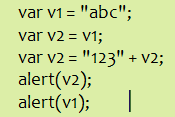 var v1 = "abc";
var v2 = v1;
var v2 = "123" + v2;
alert(v2);
alert(v1);